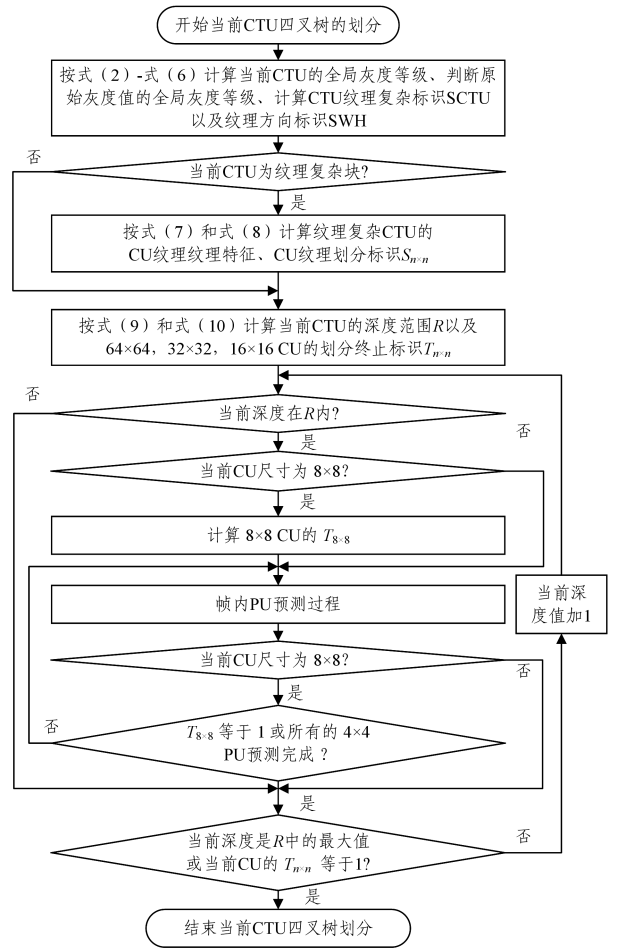 开始当前CTU四叉树的划分
按式（2）-式（6）计算当前CTU的全局灰度等级、判断原
始灰度值的全局灰度等级、计算CTU纹理复杂标识SCTU
以及纹理方向标识SWH
否
当前CTU为纹理复杂块?
是
按式（7）和式（8）计算纹理复杂CTU的
CU纹理纹理特征、CU纹理划分标识Sn×n
按式（9）和式（10）计算当前CTU的深度范围R以及
64×64，32×32，16×16 CU的划分终止标识Tn×n
否
当前深度在R内?
否
是
当前CU尺寸为 8×8?
是
计算 8×8 CU的 T8×8
帧内PU预测过程
当前深
度值加1
当前CU尺寸为 8×8?
否
是
否
T8×8 等于 1 或所有的 4×4
PU预测完成 ?
是
当前深度是R中的最大值
或当前CU的 Tn×n 等于1?
否
是
结束当前CTU四叉树划分